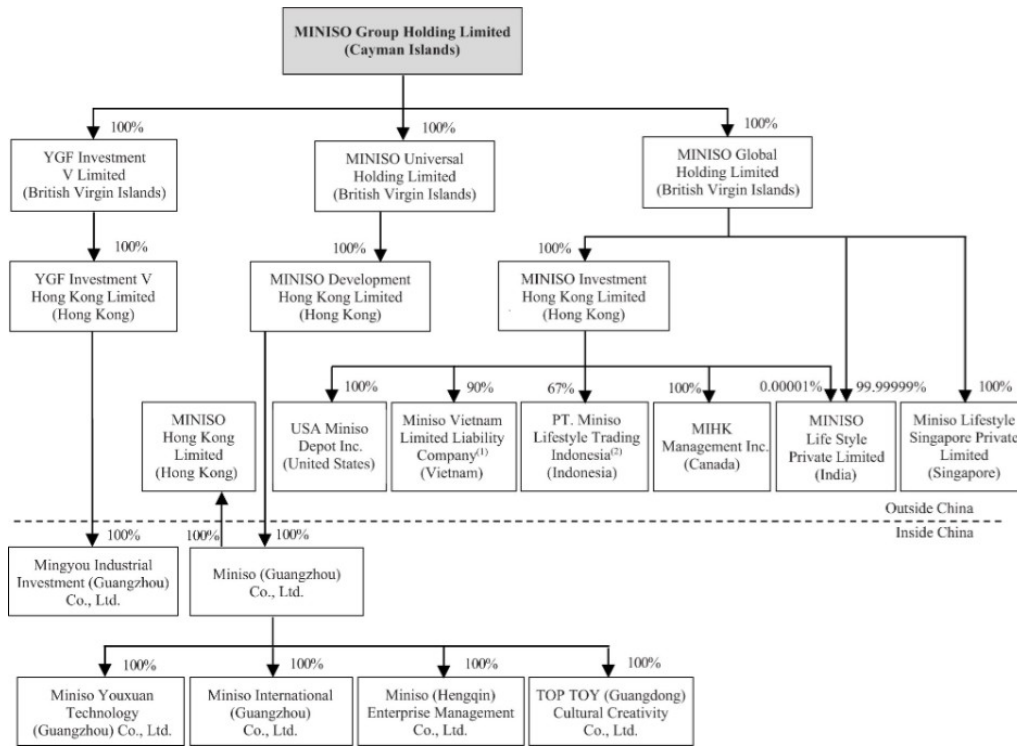 MINISO Group Holding Limited
(Cayman Islands)
100%
100%
100%
YGF Investment
V Limited
(British Virgin Islands)
MINISO Universal
Holding Limited
(British Virgin Islands)
MINISO Global
Holding Limited
(British Virgin Islands)
100%
100%
100%
YGF Investment V
Hong Kong Limited
(Hong Kong)
MINISO Development
Hong Kong Limited
(Hong Kong)
MINISO Investment
Hong Kong Limited
(Hong Kong)
100%
90%
67%
100%
0.00001%
99.99999%
100%
MINISO
Hong Kong
Limited
(Hong Kong)
USA Miniso
Depot Inc.
(United States)
Miniso Vietnam
Limited Liability
Company(1)
(Vietnam)
PT. Miniso
Lifestyle Trading
Indonesia(2)
(Indonesia)
MIHK
Management Inc.
(Canada)
MINISO
Life Style
Private Limited
(India)
Miniso Lifestyle
Singapore Private
Limited
(Singapore)
Outside China
Inside China
100%
100%
100%
Mingyou Industrial
Investment (Guangzhou)
Co., Ltd.
Miniso (Guangzhou)
Co., Ltd.
100%
100%
100%
100%
Miniso Youxuan
Technology
(Guangzhou) Co., Ltd.
Miniso International
(Guangzhou)
Co., Ltd.
Miniso (Hengqin)
Enterprise Management
Co., Ltd.
TOP TOY (Guangdong)
Cultural Creativity
Co., Ltd.